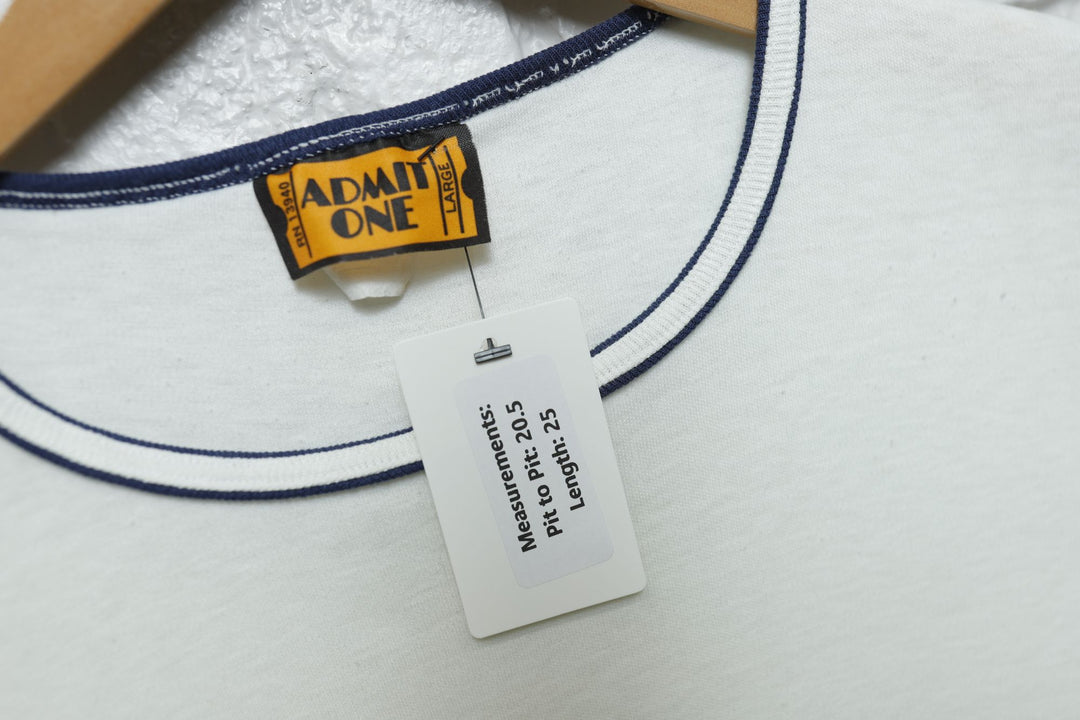 RN 13940
ADMIT
ONE
LARGE
Measurements:
Pit to Pit: 20.5
Length: 25